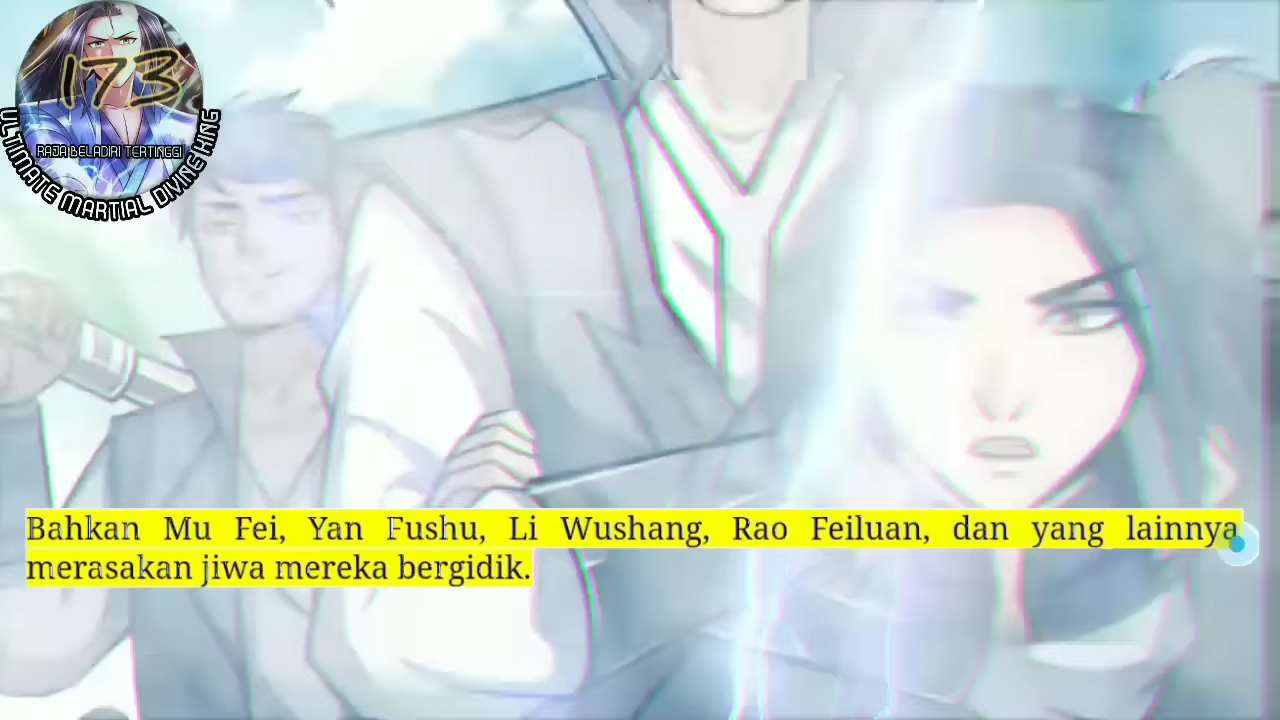 173
RAJA BELADIRI TERTINGGI
ULTIMATE MARTIAL DIVINE KING
Bahkan Mu Fei, Yan Fushu, Li Wushang, Rao Feiluan, dan yang lainnya
merasakan jiwa mereka bergidik.